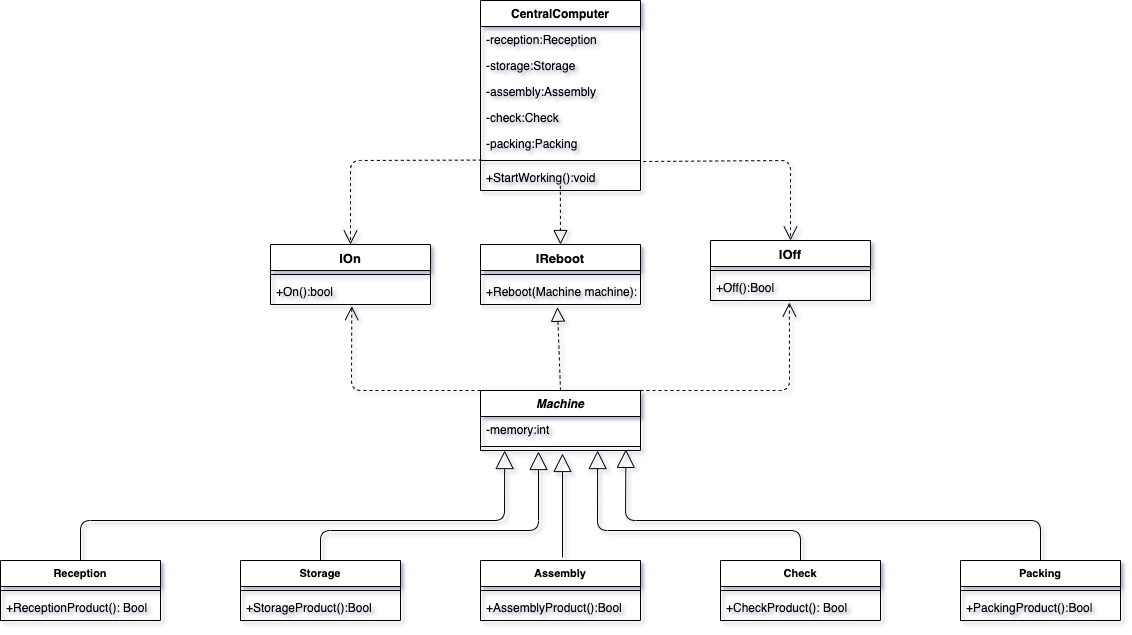 CentralComputer
-reception:Reception
-storage:Storage
-assembly:Assembly
-check:Check
-packing:Packing
+StartWorking():void
IOn
+On():bool
IReboot
+Reboot(Machine machine):
IOff
+Off():Bool
Machine
-memory:int
Reception
+ReceptionProduct(): Bool
Storage
+StorageProduct():Bool
Assembly
+AssemblyProduct():Bool
Check
+CheckProduct(): Bool
Packing
+PackingProduct():Bool